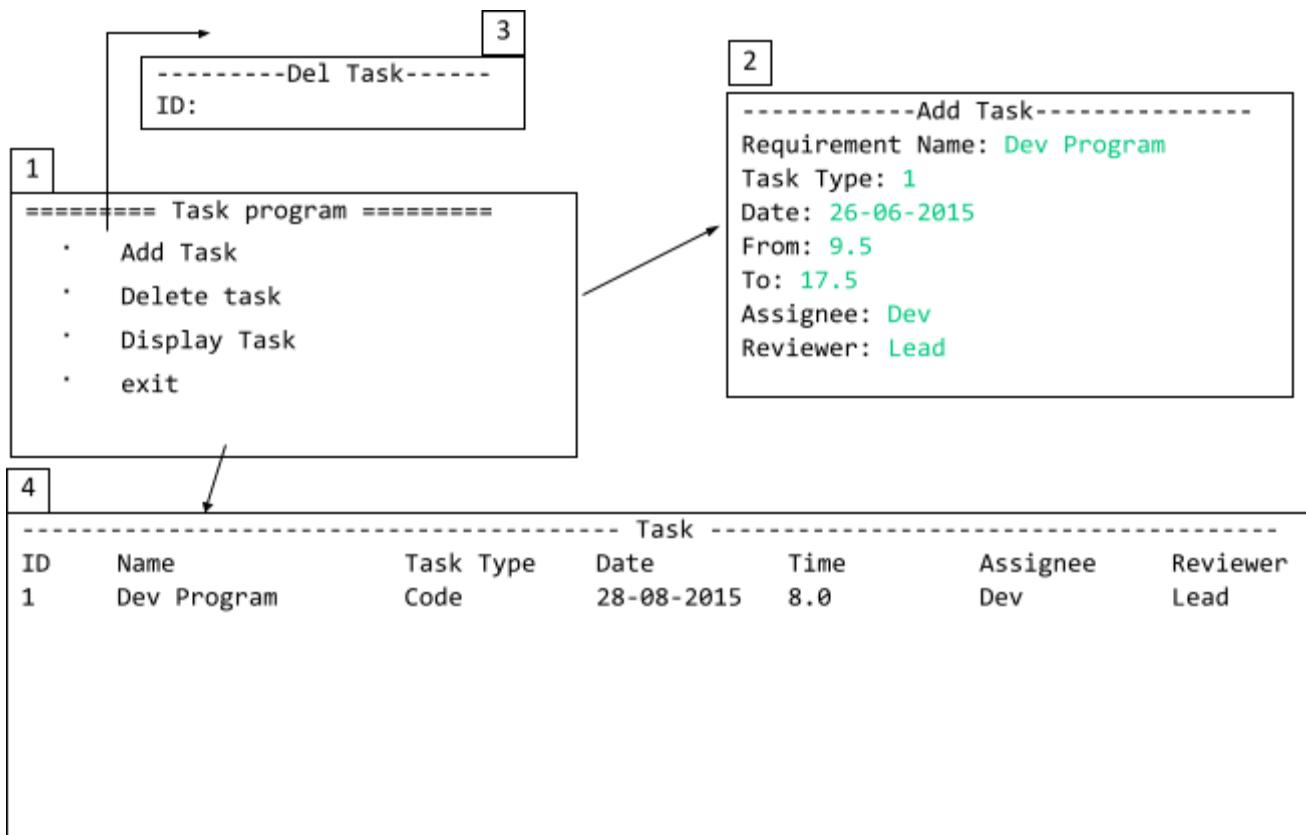 3
---------Del Task------
ID:
2
------------Add Task---------------
Requirement Name: Dev Program
Task Type: 1
Date: 26-06-2015
From: 9.5
To: 17.5
Assignee: Dev
Reviewer: Lead
1
========= Task program =========
· Add Task
· Delete task
· Display Task
· exit
4
----------------------------------------- Task ---------------------------------------
ID Name Task Type Date Time Assignee Reviewer
1 Dev Program Code 28-08-2015 8.0 Dev Lead